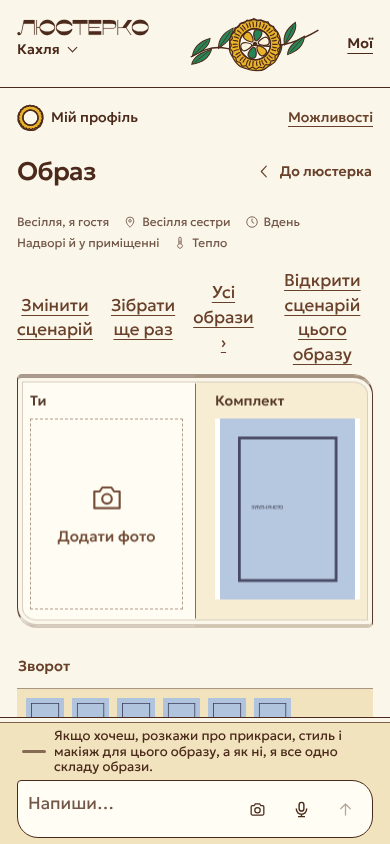 ЛЮСТЕРКО
Кахля
Мої
Мій профіль
Можливості
Образ
До люстерка
Весілля, я гостя
Весілля сестри
Вдень
Надворі й у приміщенні
Тепло
Змінити
сценарій
Зібрати
ще раз
Усі
образи
›
Відкрити
сценарій
цього
образу
Ти
Комплект
Додати фото
Зворот
Якщо хочеш, розкажи про прикраси, стиль і
макіяж для цього образу, а як ні, я все одно
складу образи.
Напиши…